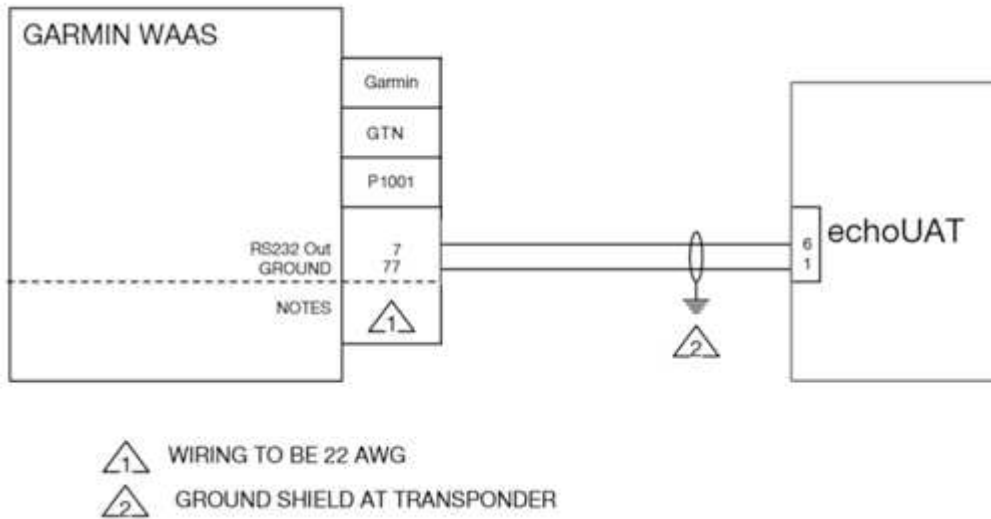 GARMIN WAAS
Garmin
GTN
P1001
RS232 Out 7
GROUND 77
NOTES
1
6
1
echoUAT
2
1 WIRING TO BE 22 AWG
2 GROUND SHIELD AT TRANSPONDER